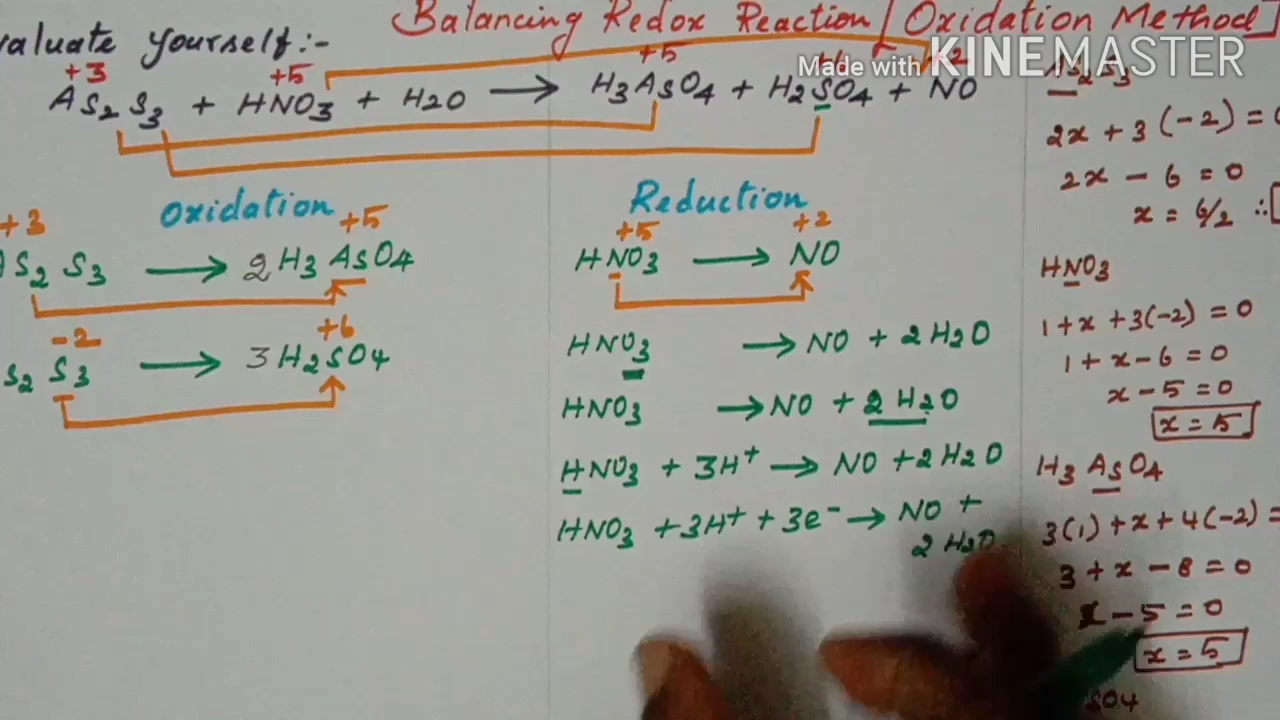 Balancing Redox Reaction [Oxidation Method]
valuate yourself:-
Made with KINEMASTER
+3 +5 +5
As2S3 + HNO3 + H2O → H3AsO4 + H2SO4 + NO
Oxidation
+3 +5
As2S3 → 2H3AsO4
-2 +6
S2S3 → 3H2SO4
Reduction
+5 +2
HNO3 → NO
HNO3 → NO + 2H2O
HNO3 → NO + 2H2O
HNO3 + 3H+ → NO + 2H2O
HNO3 + 3H+ + 3e- → NO +
2H2O
As2S3
2x + 3(-2) = 0
2x - 6 = 0
x = 6/2 ∴
HNO3
1 + x + 3(-2) = 0
1 + x - 6 = 0
x - 5 = 0
x = 5
H3AsO4
3(1) + x + 4(-2) =
3 + x - 8 = 0
x - 5 = 0
x = 5
SO4